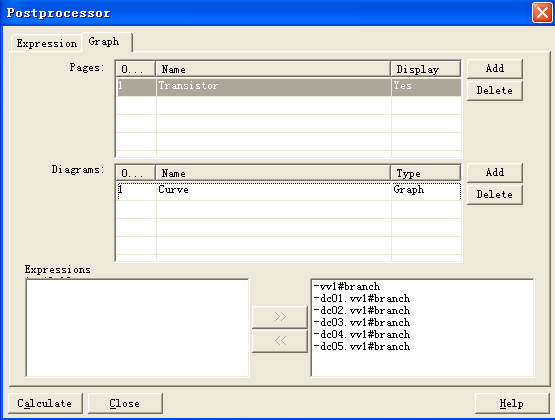 Postprocessor
Expression Graph
Pages: O... Name Display Add
1 Transistor Yes
Delete
Diagrams: O... Name Type Add
1 Curve Graph
Delete
Expressions
-vv1#branch
-dc01.vv1#branch
-dc02.vv1#branch
>> -dc03.vv1#branch
-dc04.vv1#branch
<< -dc05.vv1#branch
Calculate Close Help